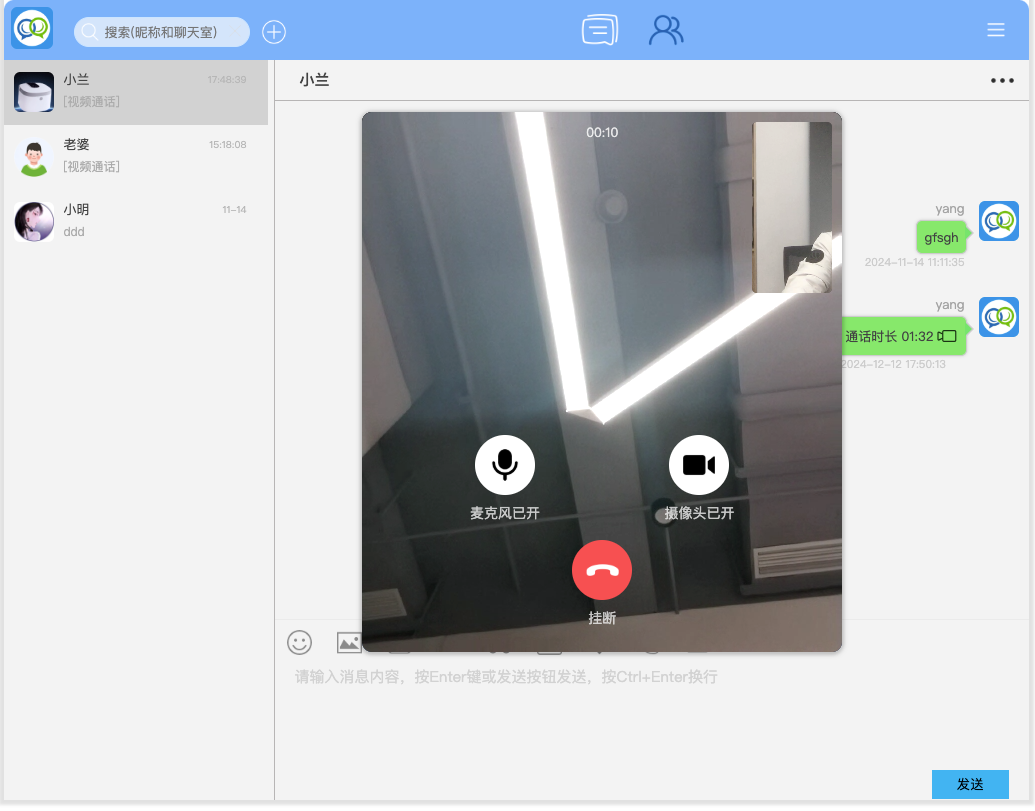 搜索(昵称和聊天室)
小兰 17:48:39
[视频通话]
老婆 15:18:08
[视频通话]
小明 11-14
ddd
小兰
00:10
yang
gfsgh
2024-11-14 11:11:35
yang
通话时长 01:32
2024-12-12 17:50:13
麦克风已开
摄像头已开
挂断
请输入消息内容，按Enter键或发送按钮发送，按Ctrl+Enter换行
发送